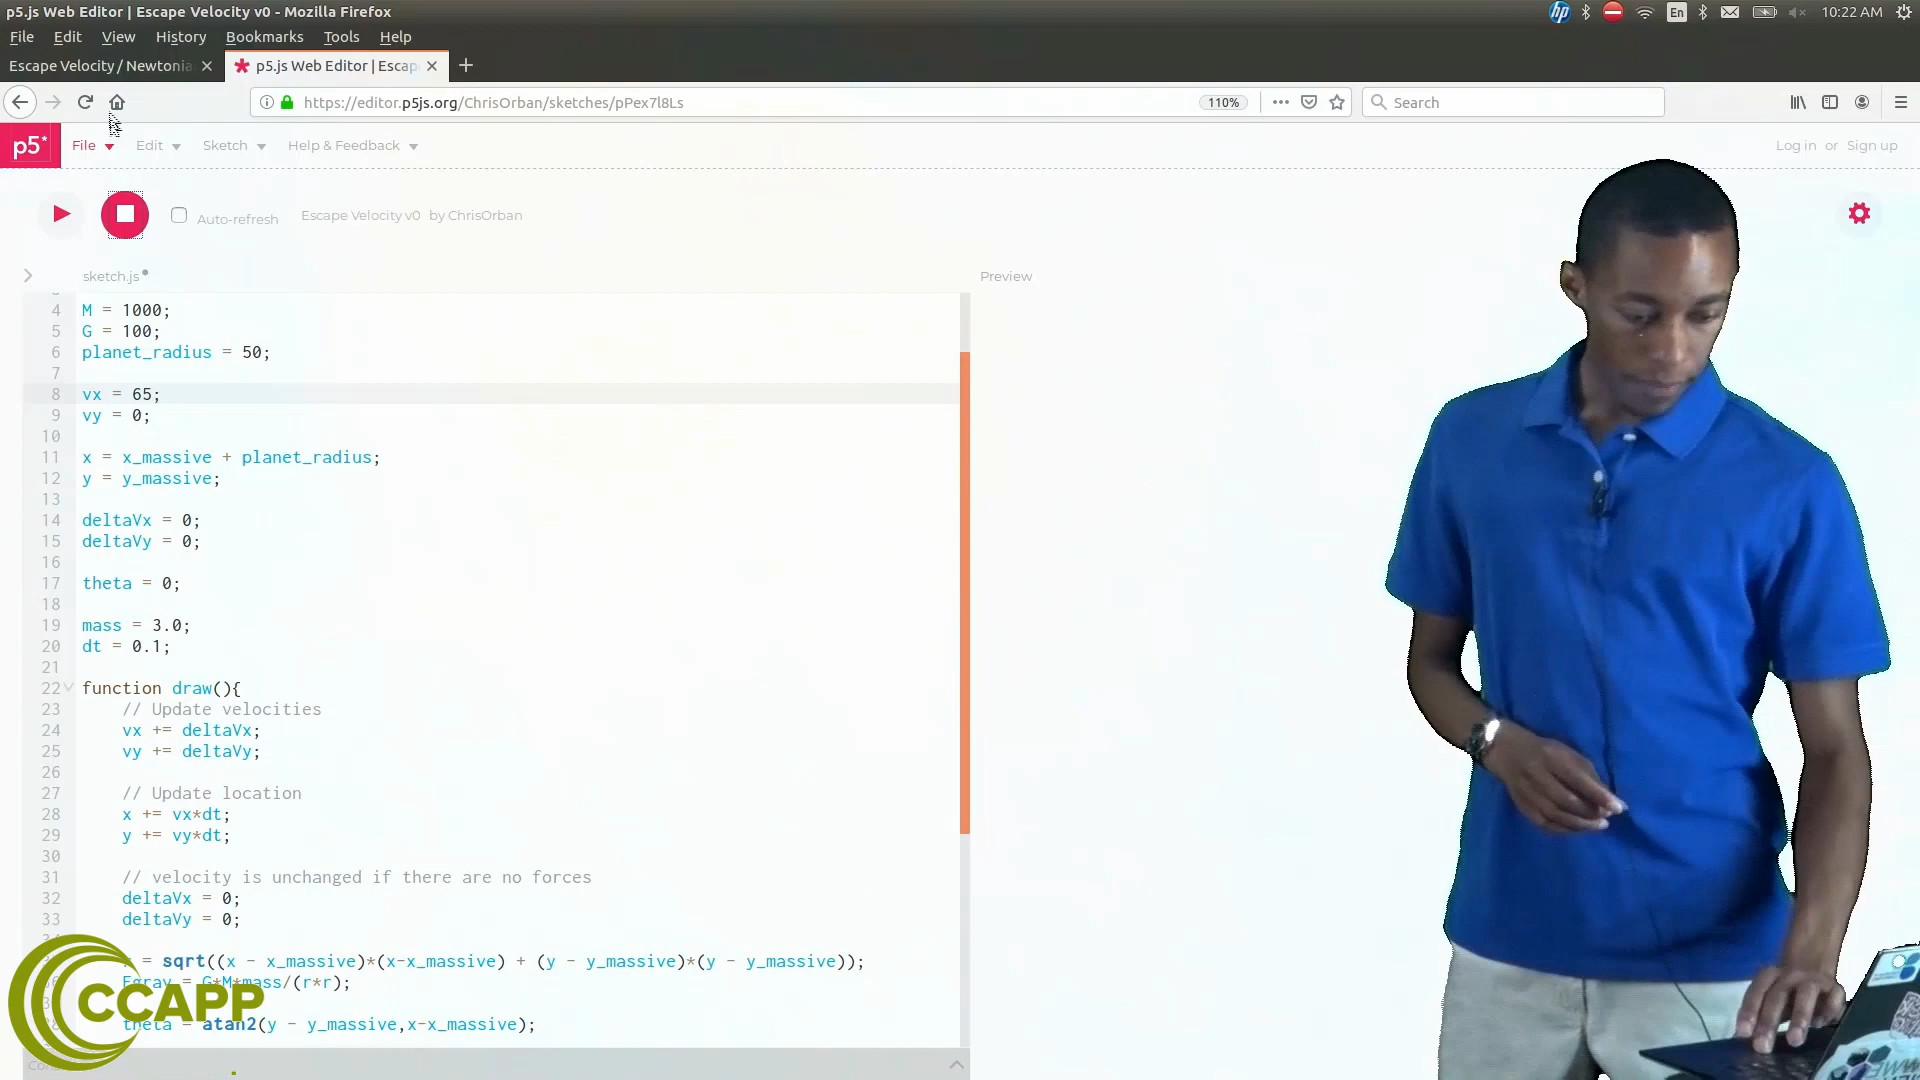 p5.js Web Editor | Escape Velocity v0 - Mozilla Firefox
En
10:22 AM
File Edit View History Bookmarks Tools Help
Escape Velocity / Newtonia
p5.js Web Editor | Escap
https://editor.p5js.org/ChrisOrban/sketches/pPex7l8Ls
110%
Search
p5*
File Edit Sketch Help & Feedback
Log in or Sign up
Auto-refresh
Escape Velocity v0 by ChrisOrban
sketch.js
Preview
4 M = 1000;
5 G = 100;
6 planet_radius = 50;
7
8 vx = 65;
9 vy = 0;
10
11 x = x_massive + planet_radius;
12 y = y_massive;
13
14 deltaVx = 0;
15 deltaVy = 0;
16
17 theta = 0;
18
19 mass = 3.0;
20 dt = 0.1;
21
22 function draw(){
23 // Update velocities
24 vx += deltaVx;
25 vy += deltaVy;
26
27 // Update location
28 x += vx*dt;
29 y += vy*dt;
30
31 // velocity is unchanged if there are no forces
32 deltaVx = 0;
33 deltaVy = 0;
= sqrt((x - x_massive)*(x-x_massive) + (y - y_massive)*(y - y_massive));
= G*M*mass/(r*r);
theta = atan2(y - y_massive,x-x_massive);
CCAPP